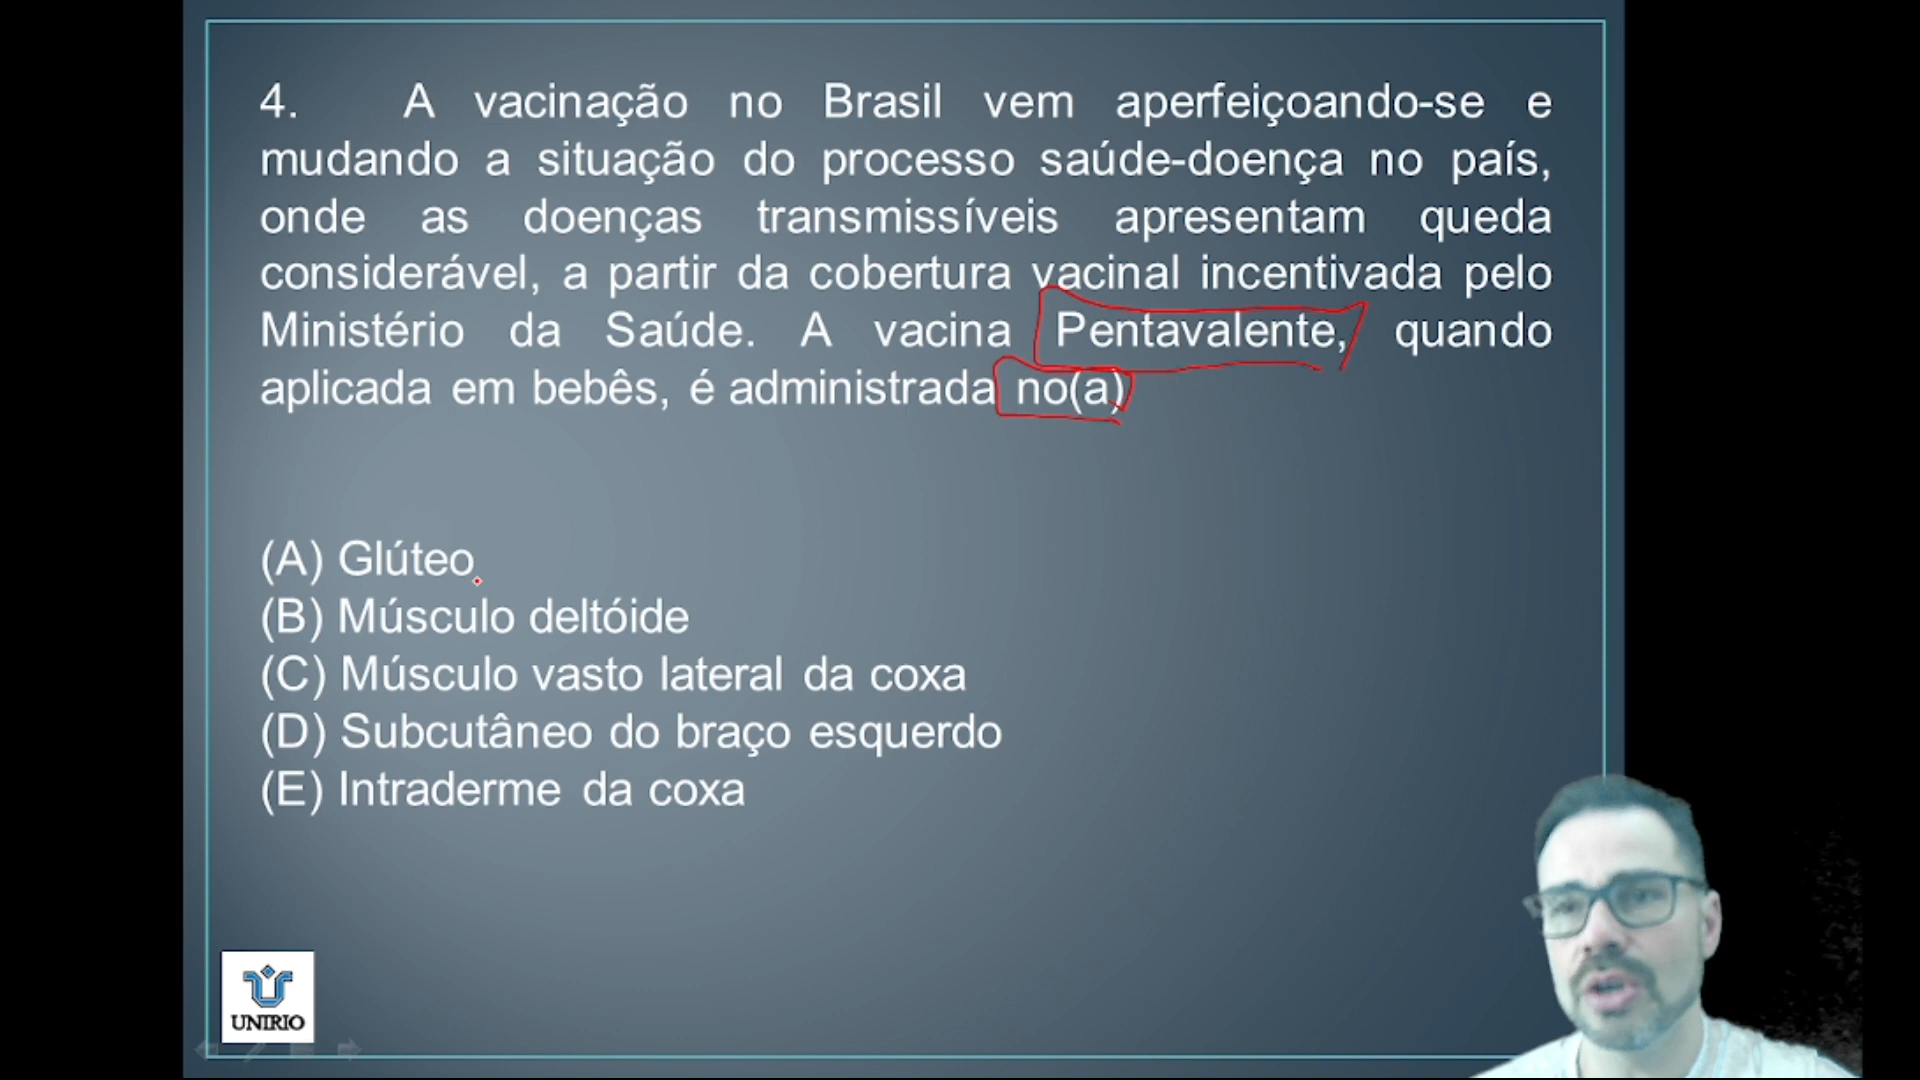 4. A vacinação no Brasil vem aperfeiçoando-se e
mudando a situação do processo saúde-doença no país,
onde as doenças transmissíveis apresentam queda
considerável, a partir da cobertura vacinal incentivada pelo
Ministério da Saúde. A vacina Pentavalente, quando
aplicada em bebês, é administrada no(a)
(A) Glúteo
(B) Músculo deltóide
(C) Músculo vasto lateral da coxa
(D) Subcutâneo do braço esquerdo
(E) Intraderme da coxa
UNIRIO